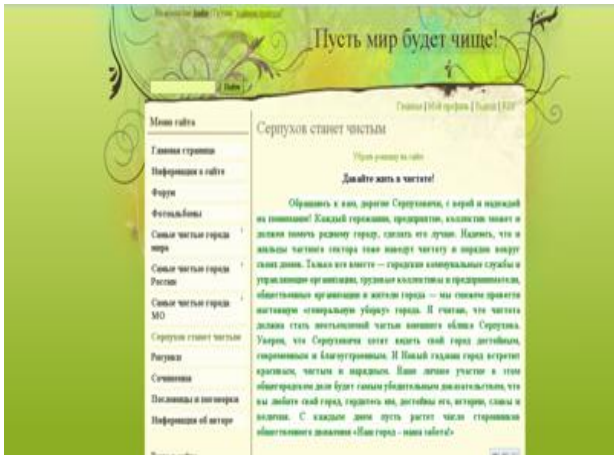 Пусть мир будет чище!
Найти
Главная | Мой профиль | Выход | RSS
Меню сайта
Главная страница
Информация о сайте
Форум
Фотоальбомы
Самые чистые города
мира
Самые чистые города
России
Самые чистые города
МО
Серпухов станет чистым
Рисунки
Сочинения
Пословицы и поговорки
Информация об авторе
Серпухов станет чистым
Убрать рекламу на сайте
Давайте жить в чистоте!
Обращаюсь к вам, дорогие Серпуховичи, с верой и надеждой
на понимание! Каждый горожанин, предприятие, коллектив может и
должен помочь родному городу, сделать его лучше. Надеюсь, что и
жильцы частного сектора тоже наведут чистоту и порядок вокруг
своих домов. Только все вместе — городские коммунальные службы и
управляющие организации, трудовые коллективы и предприниматели,
общественные организации и жители города — мы сможем провести
настоящую «генеральную уборку» города. Я считаю, что чистота
должна стать неотъемлемой частью внешнего облика Серпухова.
Уверен, что Серпуховичи хотят видеть свой город достойным,
современным и благоустроенным. И Новый год наш город встретит
красивым, чистым и нарядным. Ваше личное участие в этом
общегородском деле будет самым убедительным доказательством, что
вы любите свой город, гордитесь им, достойны его, истории, славы и
величия. С каждым днем пусть растет число сторонников
общественного движения «Наш город – наша забота!»